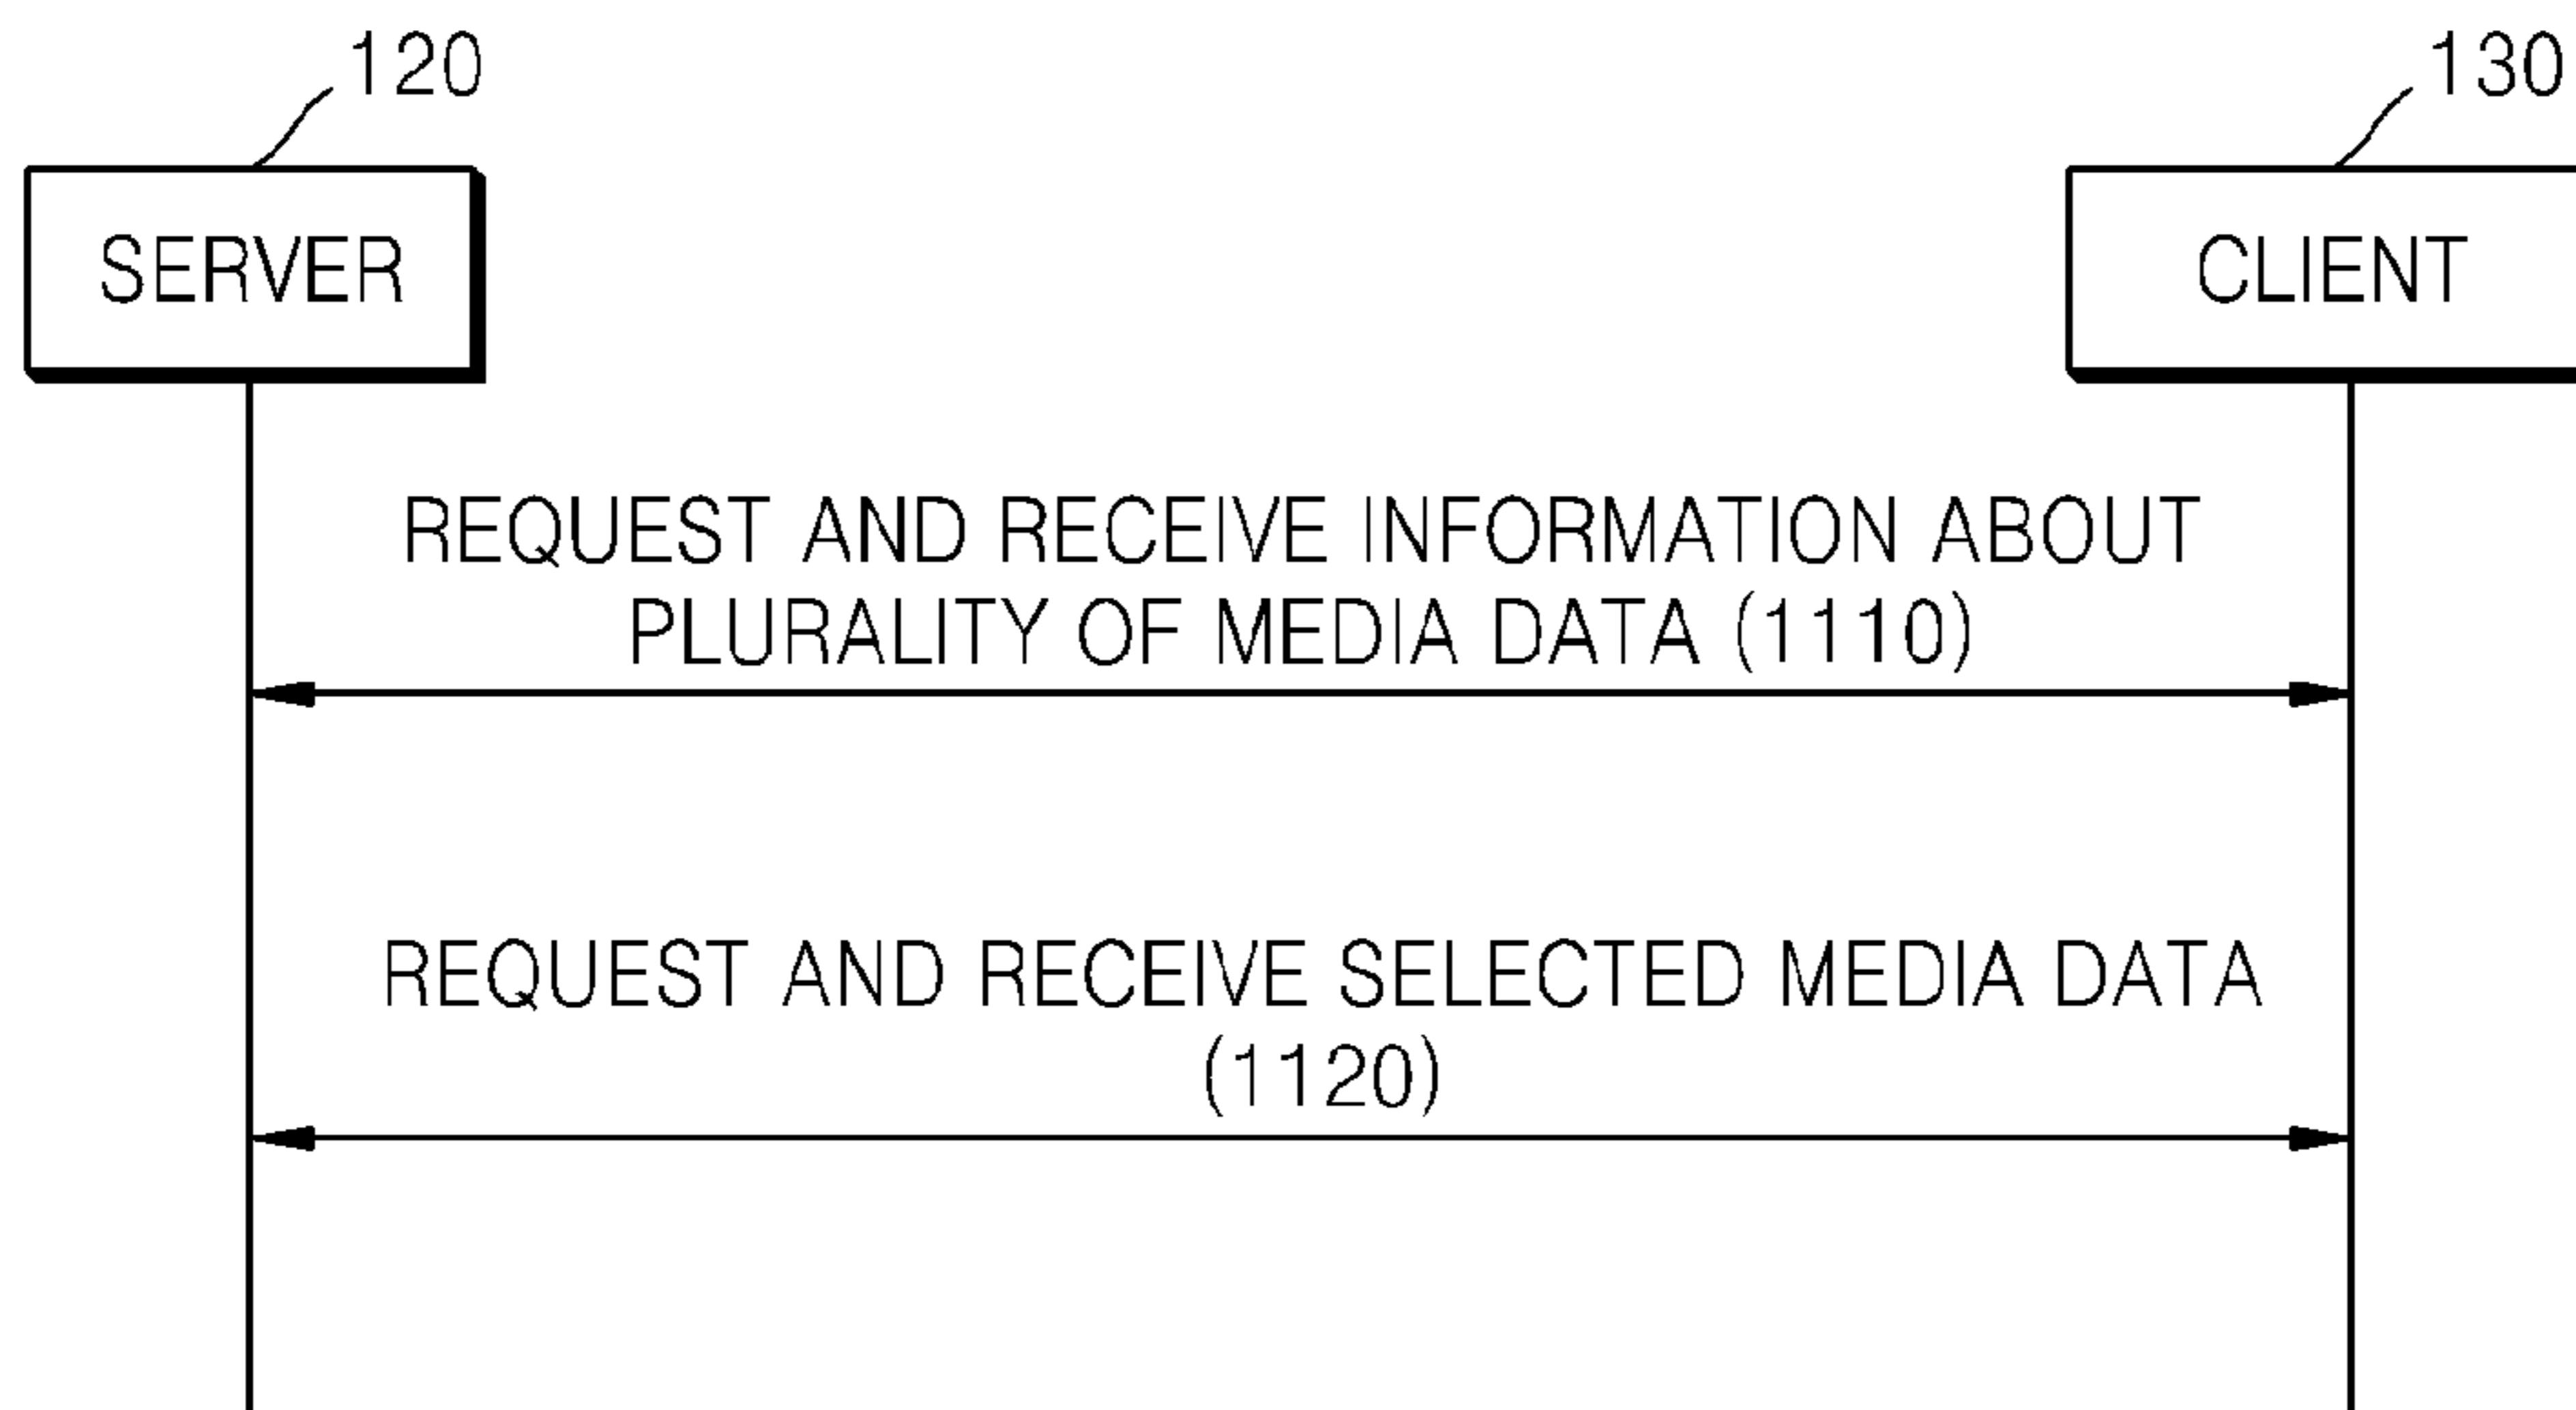 120
130
SERVER
CLIENT
REQUEST AND RECEIVE INFORMATION ABOUT
PLURALITY OF MEDIA DATA (1110)
REQUEST AND RECEIVE SELECTED MEDIA DATA
(1120)